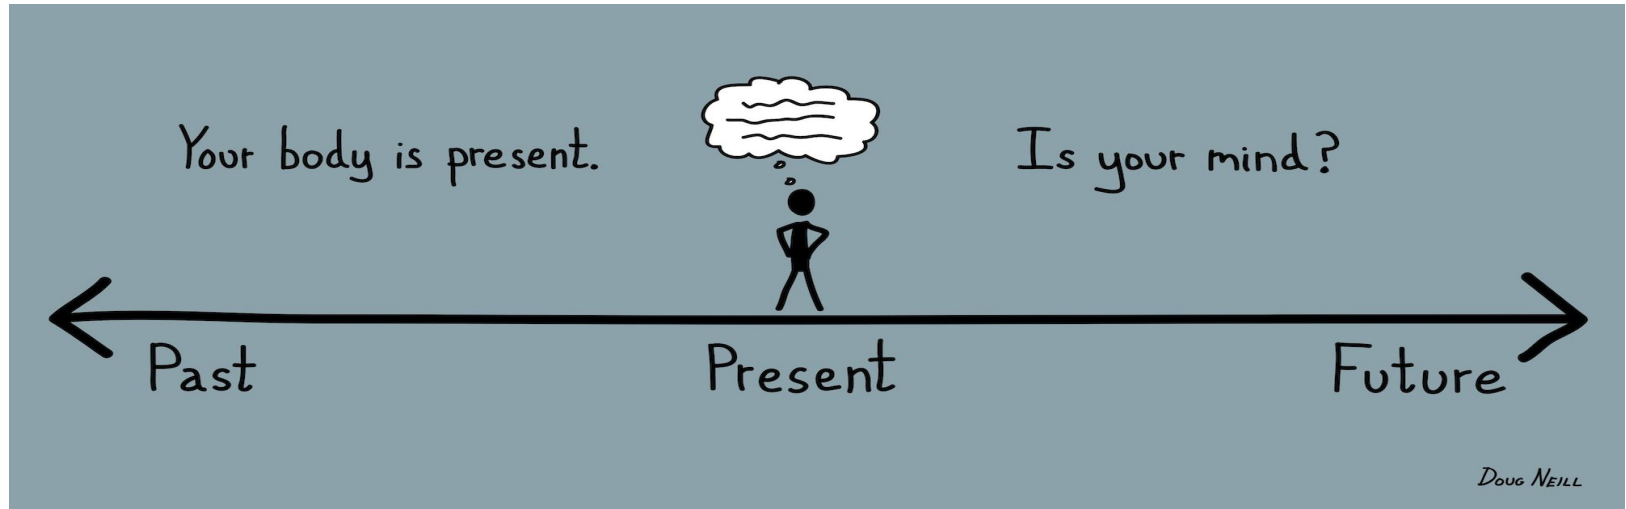 Your body is present. Is your mind?
Past Present Future
Doug Neill